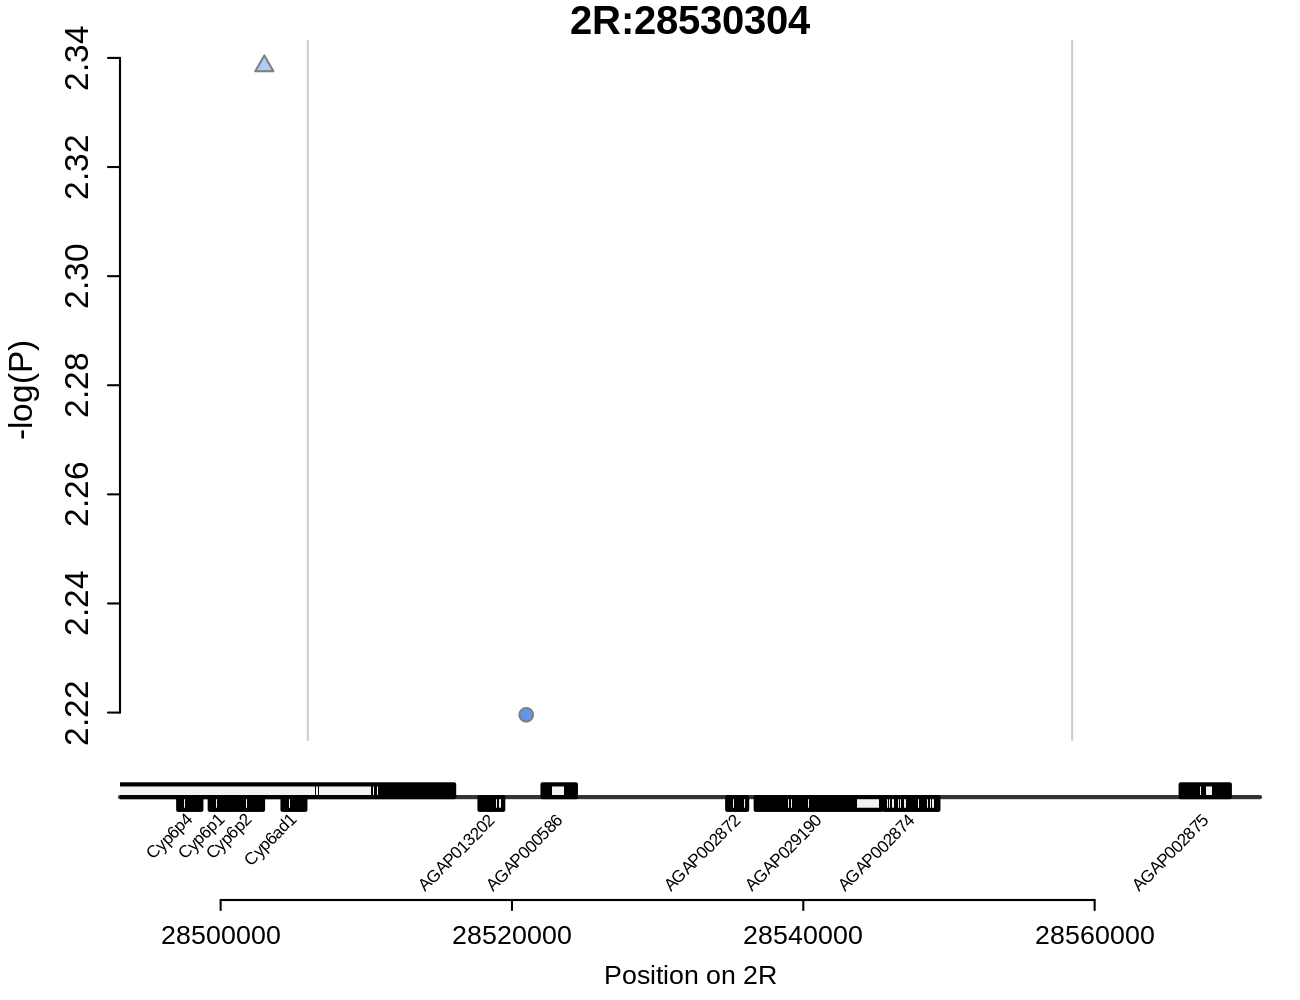 2R:28530304
-log(P)
2.34
2.32
2.30
2.28
2.26
2.24
2.22
Cyp6p4
Cyp6p1
Cyp6p2
Cyp6ad1
AGAP013202
AGAP000586
AGAP002872
AGAP029190
AGAP002874
AGAP002875
28500000
28520000
28540000
28560000
Position on 2R